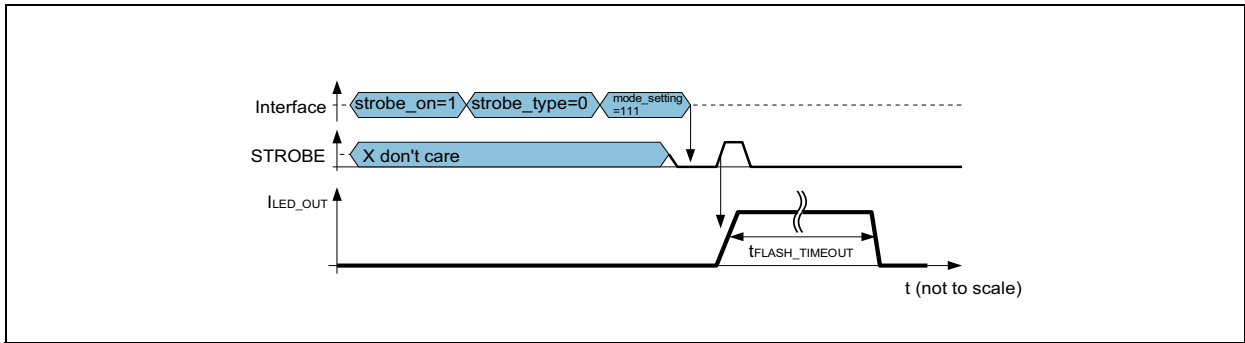 Interface
strobe_on=1
strobe_type=0
mode_setting
=111
STROBE
X don't care
ILED_OUT
tFLASH_TIMEOUT
t (not to scale)